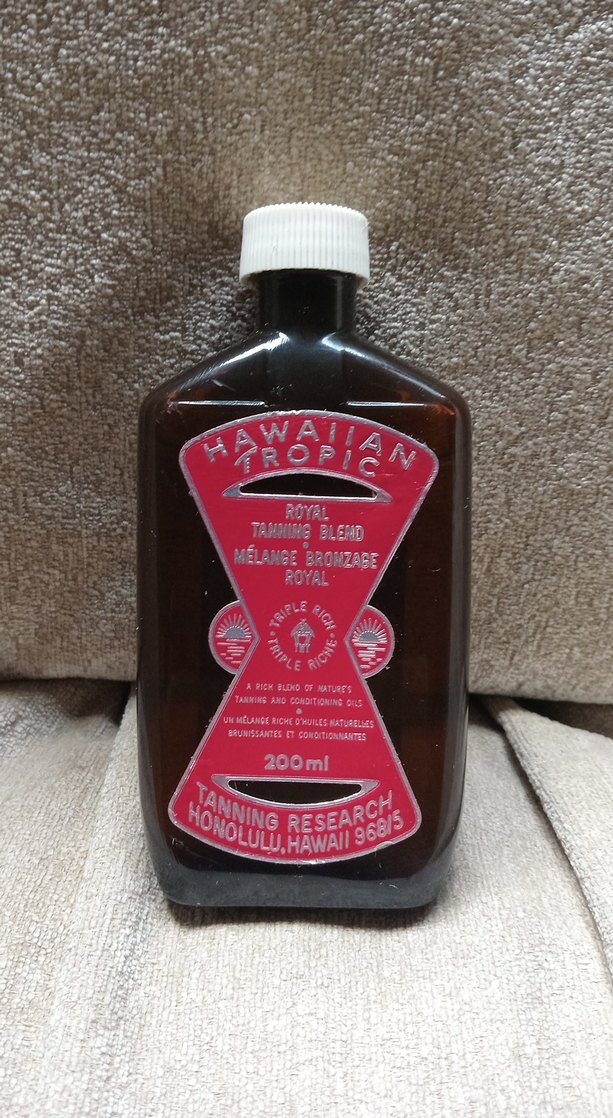 HAWAIIAN
TROPIC
ROYAL
TANNING BLEND
•
MÉLANGE BRONZAGE
ROYAL
• TRIPLE RICH •
TRIPLE RICHE
A RICH BLEND OF NATURE'S
TANNING AND CONDITIONING OILS
•
UN MÉLANGE RICHE D'HUILES NATURELLES
BRUNISSANTES ET CONDITIONNANTES
200ml
TANNING RESEARCH
HONOLULU, HAWAII 96815